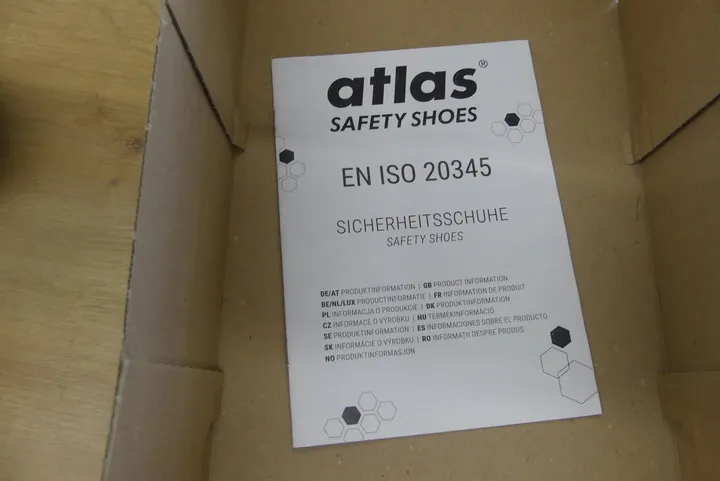 atlas®
SAFETY SHOES
EN ISO 20345
SICHERHEITSSCHUHE
SAFETY SHOES
DE/AT PRODUKTINFORMATION | GB PRODUCT INFORMATION
BE/NL/LUX PRODUCTINFORMATIE | FR INFORMATION DE PRODUIT
PL INFORMACJA O PRODUKCIE | DK PRODUKTINFORMATION
CZ INFORMACE O VÝROBKU | HU TERMÉKINFORMÁCIÓ
SE PRODUKTINFORMATION | ES INFORMACIONES SOBRE EL PRODUCTO
SK INFORMÁCIE O VÝROBKU | RO INFORMAȚII DESPRE PRODUS
NO PRODUKTINFORMASJON